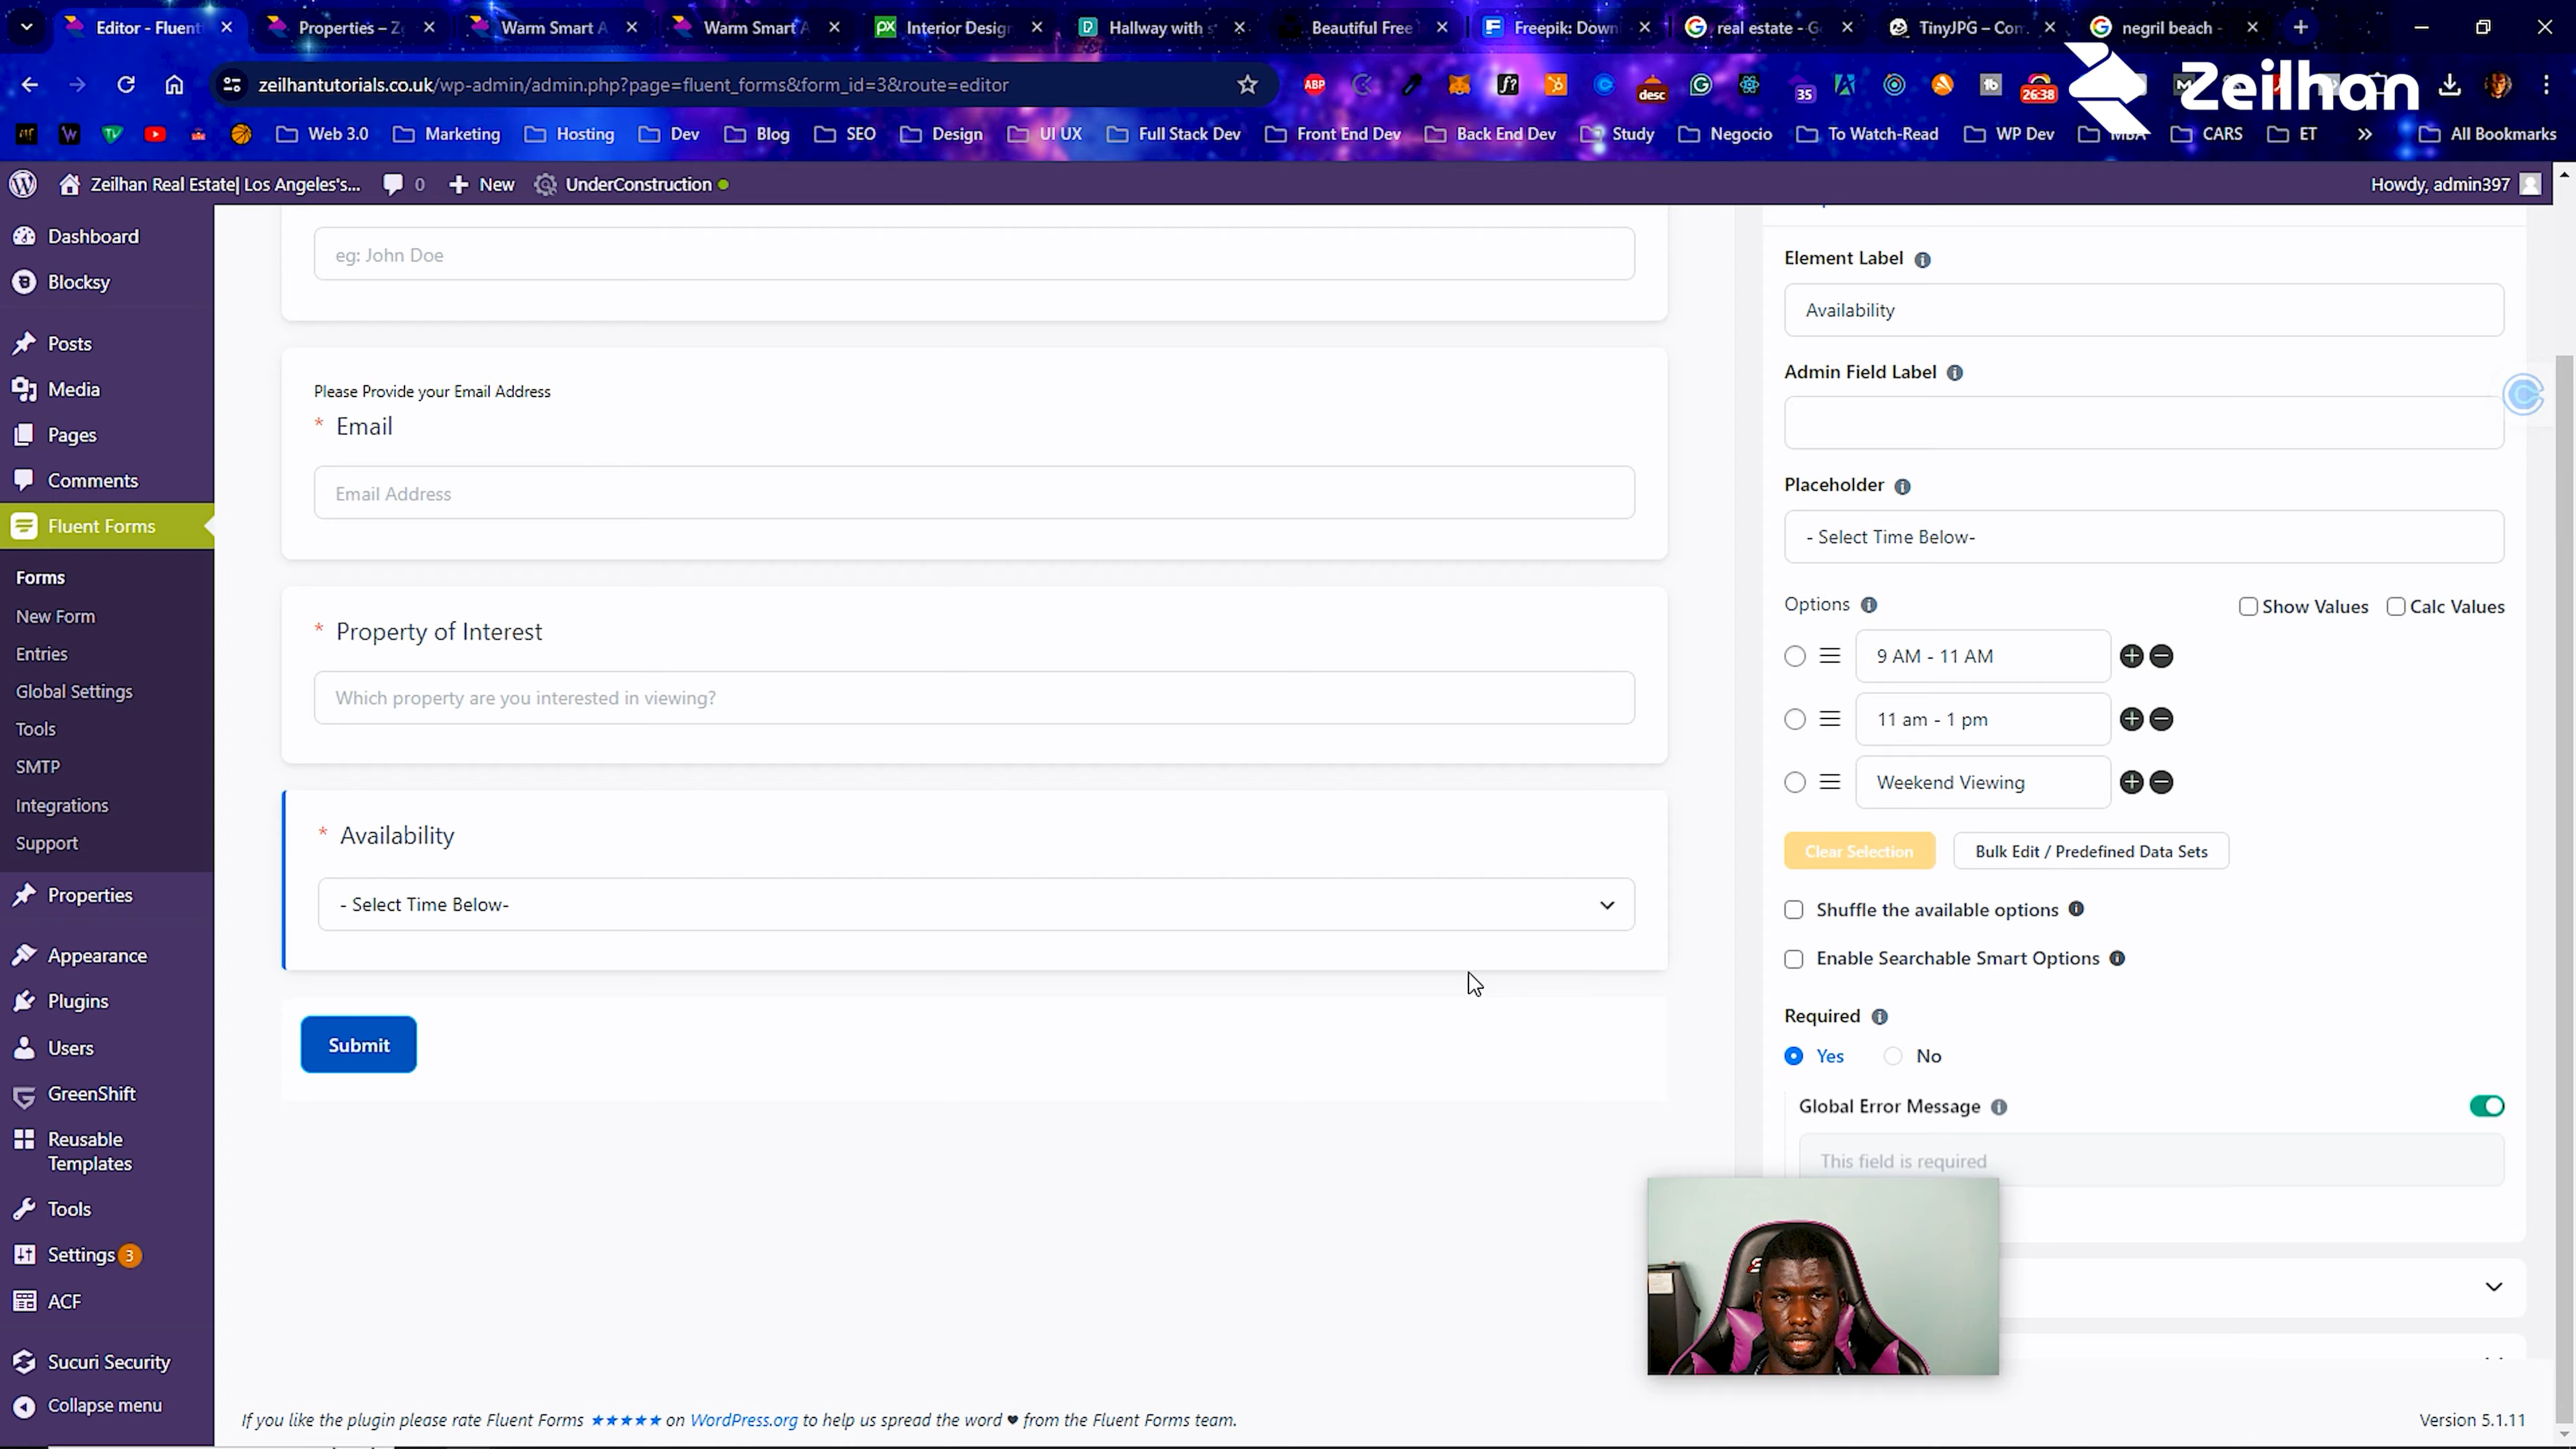 Editor - Fluent
Properties – Ze
Warm Smart A
Warm Smart A
Interior Design
Hallway with s
Beautiful Free
Freepik: Down
real estate - Go
TinyJPG – Com
negril beach -
zeilhantutorials.co.uk/wp-admin/admin.php?page=fluent_forms&form_id=3&route=editor
ABP
f?
desc
35
26:38
Zeilhan
Web 3.0
Marketing
Hosting
Dev
Blog
SEO
Design
UI UX
Full Stack Dev
Front End Dev
Back End Dev
Study
Negocio
To Watch-Read
WP Dev
MBA
CARS
ET
All Bookmarks
Zeilhan Real Estate| Los Angeles's...
0
New
UnderConstruction
Howdy, admin397
Dashboard
Blocksy
Posts
Media
Pages
Comments
Fluent Forms
Forms
New Form
Entries
Global Settings
Tools
SMTP
Integrations
Support
Properties
Appearance
Plugins
Users
GreenShift
Reusable
Templates
Tools
Settings 3
ACF
Sucuri Security
Collapse menu
eg: John Doe
Please Provide your Email Address
* Email
Email Address
* Property of Interest
Which property are you interested in viewing?
* Availability
- Select Time Below-
Submit
Element Label
Availability
Admin Field Label
Placeholder
- Select Time Below-
Options
Show Values
Calc Values
9 AM - 11 AM
11 am - 1 pm
Weekend Viewing
Clear Selection
Bulk Edit / Predefined Data Sets
Shuffle the available options
Enable Searchable Smart Options
Required
Yes
No
Global Error Message
This field is required
If you like the plugin please rate Fluent Forms ★★★★★ on WordPress.org to help us spread the word ♥ from the Fluent Forms team.
Version 5.1.11